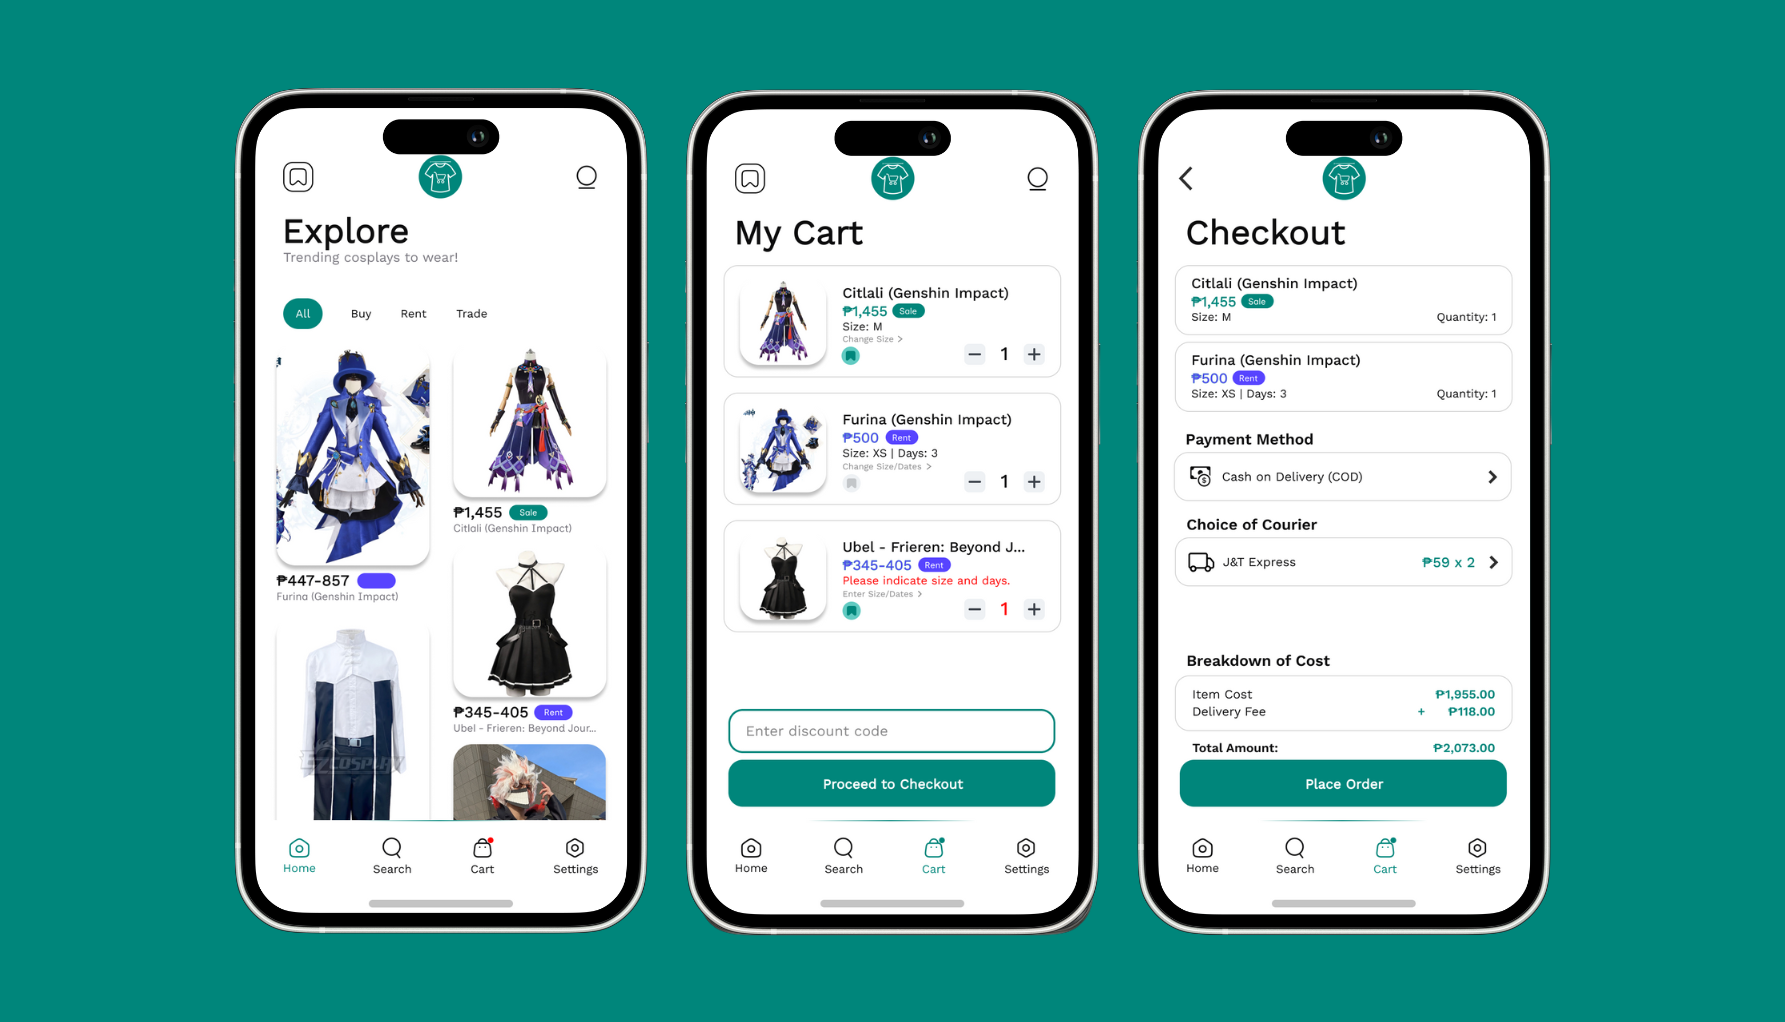 Explore
Trending cosplays to wear!
All Buy Rent Trade
₱447-857
Furina (Genshin Impact)
₱1,455 Sale
Citlali (Genshin Impact)
₱345-405 Rent
Ubel - Frieren: Beyond Jour...
EZCOSPLAY
Home Search Cart Settings
My Cart
Citlali (Genshin Impact)
₱1,455 Sale
Size: M
Change Size >
1
Furina (Genshin Impact)
₱500 Rent
Size: XS | Days: 3
Change Size/Dates >
1
Ubel - Frieren: Beyond J...
₱345-405 Rent
Please indicate size and days.
Enter Size/Dates >
1
Enter discount code
Proceed to Checkout
Home Search Cart Settings
Checkout
Citlali (Genshin Impact)
₱1,455 Sale
Size: M Quantity: 1
Furina (Genshin Impact)
₱500 Rent
Size: XS | Days: 3 Quantity: 1
Payment Method
Cash on Delivery (COD)
Choice of Courier
J&T Express ₱59 x 2
Breakdown of Cost
Item Cost ₱1,955.00
Delivery Fee + ₱118.00
Total Amount: ₱2,073.00
Place Order
Home Search Cart Settings